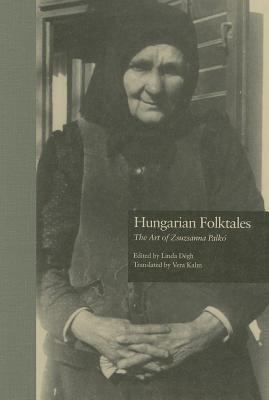 Hungarian Folktales
The Art of Zsuzsanna Palkó
Edited by Linda Dégh
Translated by Vera Kalm